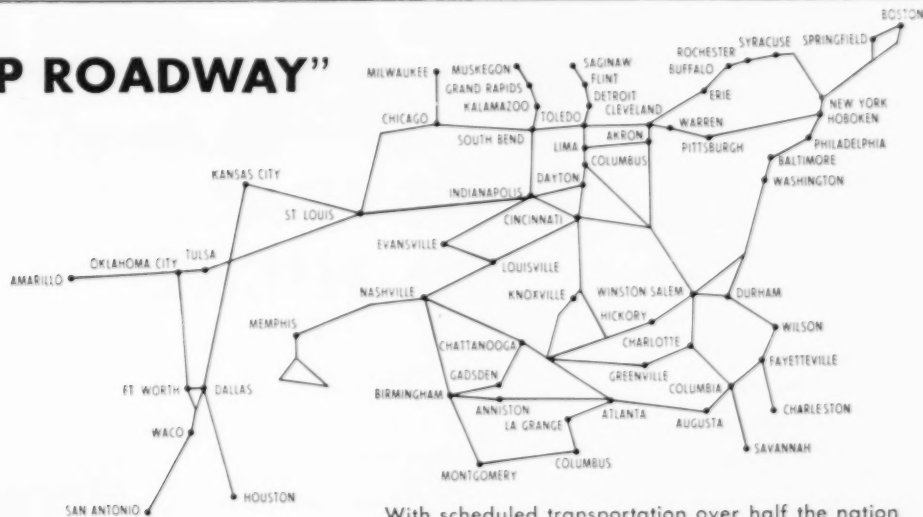 P ROADWAY"
BOSTON
SPRINGFIELD
SYRACUSE
ROCHESTER
BUFFALO
MILWAUKEE
MUSKEGON
SAGINAW
GRAND RAPIDS
FLINT
KALAMAZOO
DETROIT
ERIE
CHICAGO
TOLEDO
CLEVELAND
NEW YORK
WARREN
HOBOKEN
SOUTH BEND
AKRON
LIMA
PITTSBURGH
PHILADELPHIA
COLUMBUS
BALTIMORE
KANSAS CITY
DAYTON
WASHINGTON
INDIANAPOLIS
ST LOUIS
CINCINNATI
EVANSVILLE
TULSA
OKLAHOMA CITY
AMARILLO
LOUISVILLE
NASHVILLE
KNOXVILLE
WINSTON-SALEM
DURHAM
HICKORY
MEMPHIS
WILSON
CHATTANOOGA
CHARLOTTE
FAYETTEVILLE
GADSDEN
GREENVILLE
FT WORTH
DALLAS
BIRMINGHAM
COLUMBIA
ANNISTON
ATLANTA
CHARLESTON
LA GRANGE
AUGUSTA
WACO
SAVANNAH
COLUMBUS
MONTGOMERY
HOUSTON
SAN ANTONIO
With scheduled transportation over half the nation